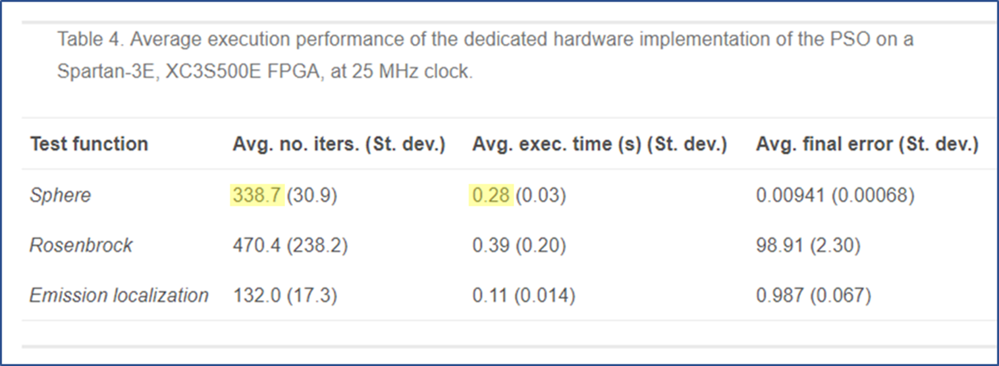 Table 4. Average execution performance of the dedicated hardware implementation of the PSO on a
Spartan-3E, XC3S500E FPGA, at 25 MHz clock.
Test function Avg. no. iters. (St. dev.) Avg. exec. time (s) (St. dev.) Avg. final error (St. dev.)
Sphere 338.7 (30.9) 0.28 (0.03) 0.00941 (0.00068)
Rosenbrock 470.4 (238.2) 0.39 (0.20) 98.91 (2.30)
Emission localization 132.0 (17.3) 0.11 (0.014) 0.987 (0.067)